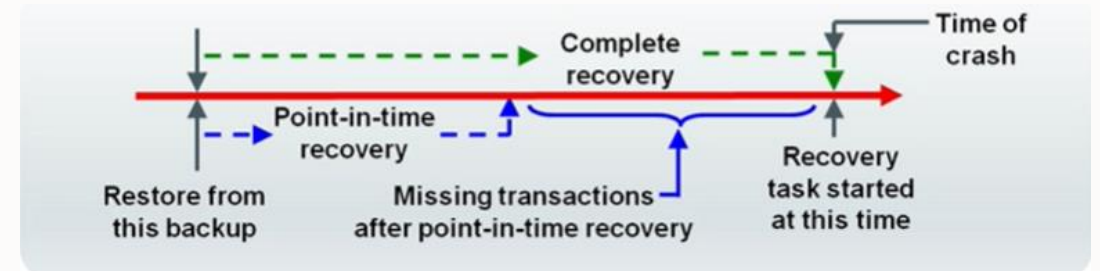 Time of
crash
Complete
recovery
Point-in-time
recovery
Restore from
this backup
Missing transactions
after point-in-time recovery
Recovery
task started
at this time